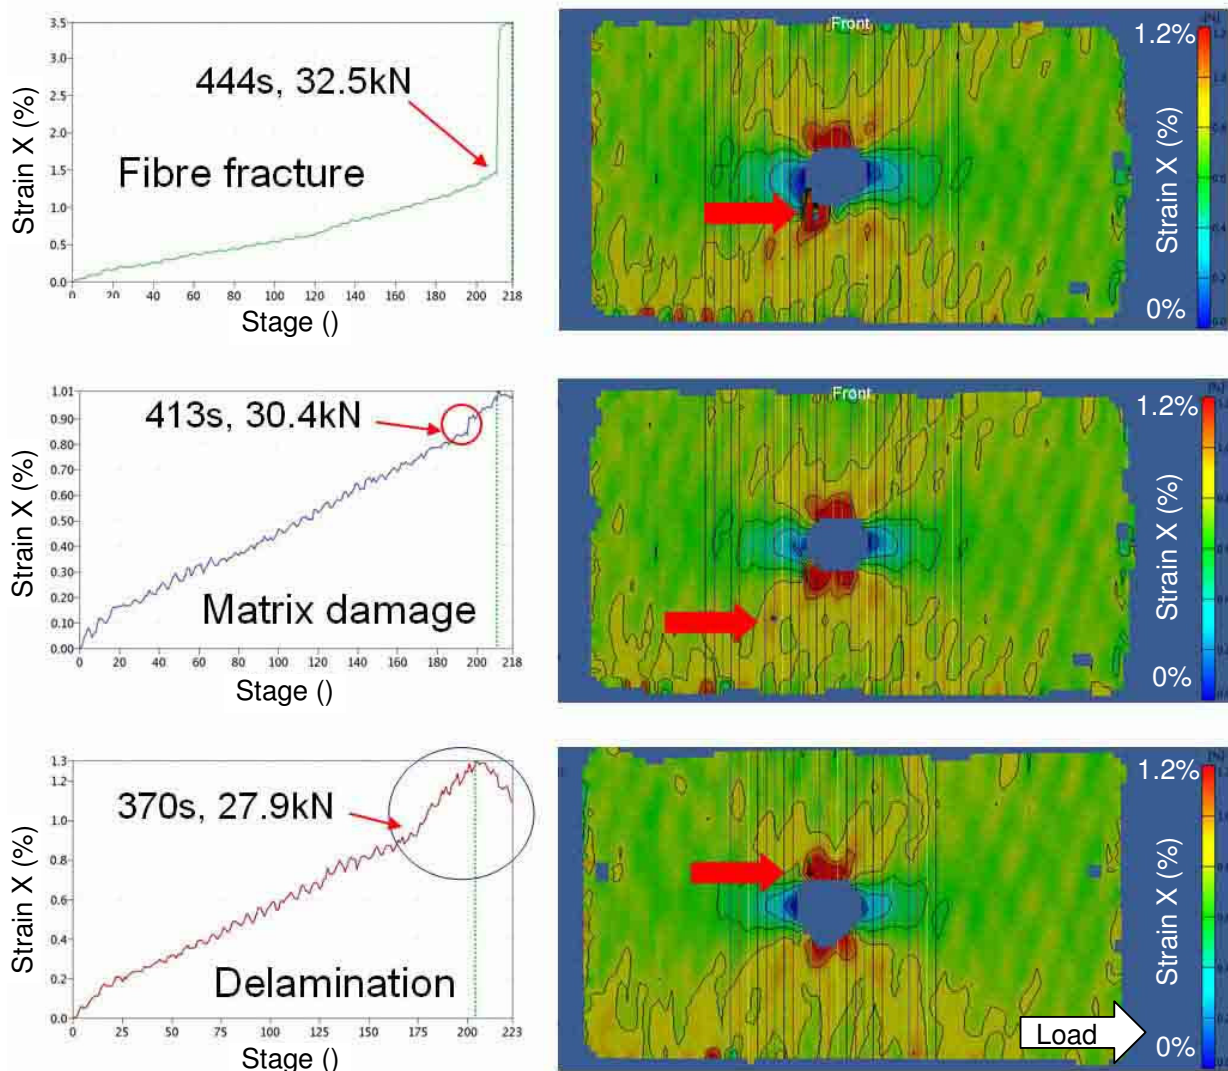 3.5
3.0
2.5
2.0
1.5
1.0
0.5
0.0
Strain X (%)
444s, 32.5kN
Fibre fracture
0 20 40 60 80 100 120 140 160 180 200 218
Stage ()
Front
1.2%
Strain X (%)
0%
1.01
0.90
0.80
0.70
0.60
0.50
0.40
0.30
0.20
0.10
0.00
Strain X (%)
413s, 30.4kN
Matrix damage
0 20 40 60 80 100 120 140 160 180 200 218
Stage ()
Front
1.2%
Strain X (%)
0%
1.3
1.2
1.0
0.8
0.6
0.4
0.2
0.0
Strain X (%)
370s, 27.9kN
Delamination
0 25 50 75 100 125 150 175 200 223
Stage ()
1.2%
Strain X (%)
0%
Load